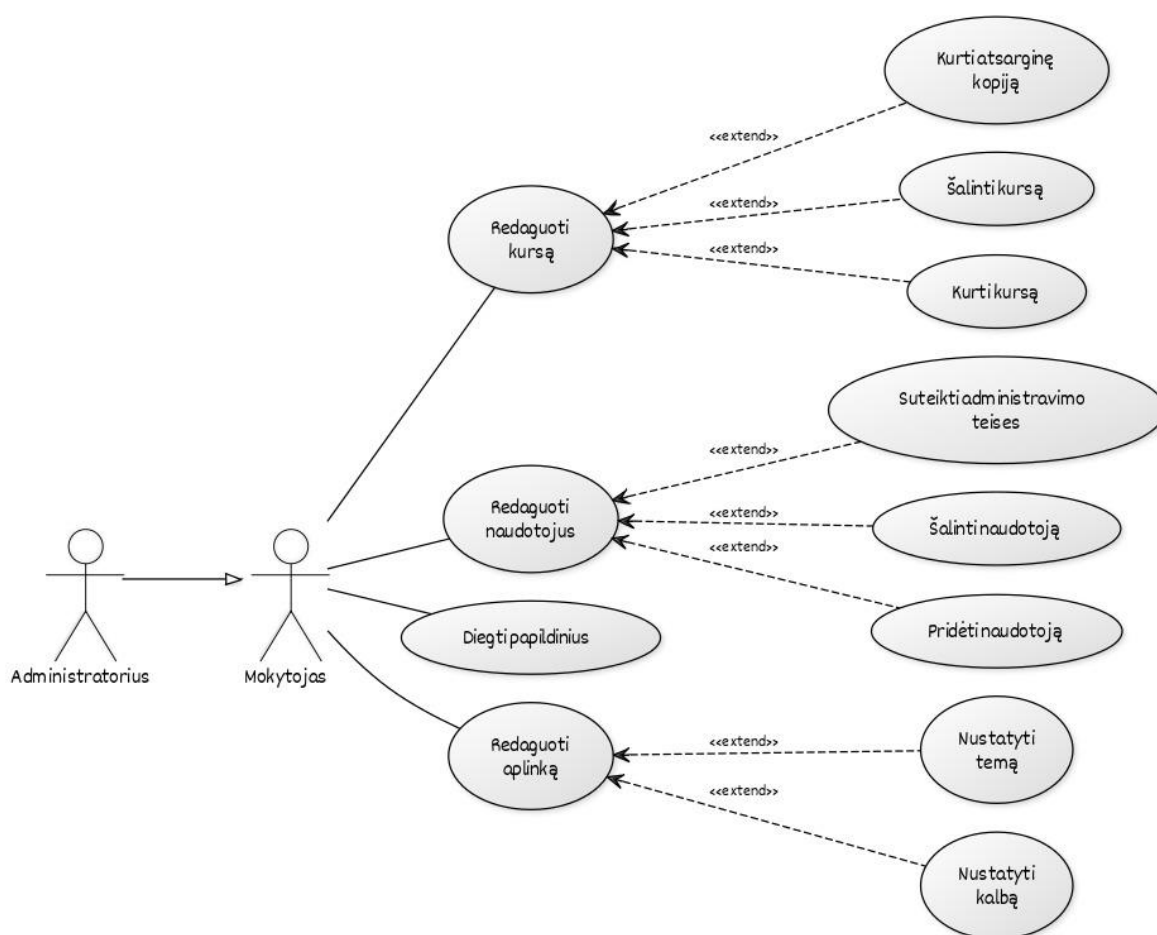 Kurti atsarginę
kopiją
<<extend>>
Šalinti kursą
<<extend>>
Redaguoti
kursą
<<extend>>
Kurti kursą
Suteikti administravimo
teises
<<extend>>
Redaguoti
naudotojus
<<extend>>
Šalinti naudotoją
<<extend>>
Diegti papildinius
Pridėti naudotoją
Administratorius
Mokytojas
Redaguoti
aplinką
<<extend>>
Nustatyti
temą
<<extend>>
Nustatyti
kalbą